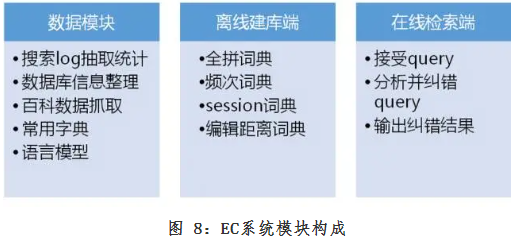 数据模块
•搜索log抽取统计
•数据库信息整理
•百科数据抓取
•常用字典
•语言模型
离线建库端
•全拼词典
•频次词典
•session词典
•编辑距离词典
在线检索端
•接受query
•分析并纠错
query
•输出纠错结果
图 8: EC系统模块构成